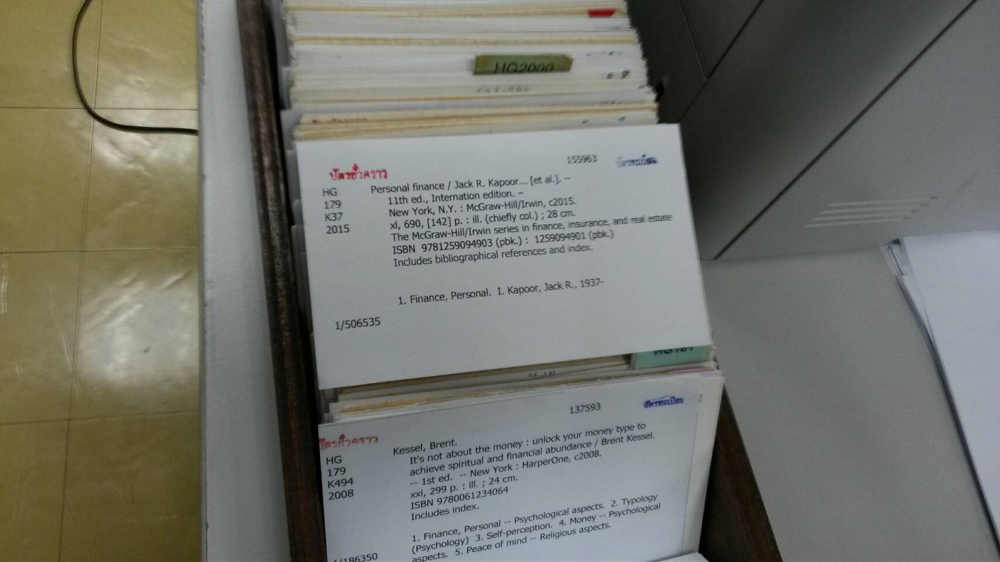 HG2000
155963
บัตรทะเบียน
บัตรชั่วคราว
HG
179
K37
2015
Personal finance / Jack R. Kapoor... [et al.]. --
11th ed., Internation edition. –
New York, N.Y. : McGraw-Hill/Irwin, c2015.
xl, 690, [142] p. : ill. (chiefly col.) ; 28 cm.
The McGraw-Hill/Irwin series in finance, insurance, and real estate
ISBN 9781259094903 (pbk.) : 1259094901 (pbk.)
Includes bibliographical references and index.
1. Finance, Personal. I. Kapoor, Jack R., 1937-
1/506535
HG181
137593
บัตรทะเบียน
บัตรชั่วคราว
HG
179
K494
2008
Kessel, Brent.
It's not about the money : unlock your money type to
achieve spiritual and financial abundance / Brent Kessel.
-- 1st ed. -- New York : HarperOne, c2008.
xxi, 299 p. : ill. ; 24 cm.
ISBN 9780061234064
Includes index.
1. Finance, Personal -- Psychological aspects. 2. Typology
(Psychology) 3. Self-perception. 4. Money -- Psychological
aspects. 5. Peace of mind -- Religious aspects.
1/186350